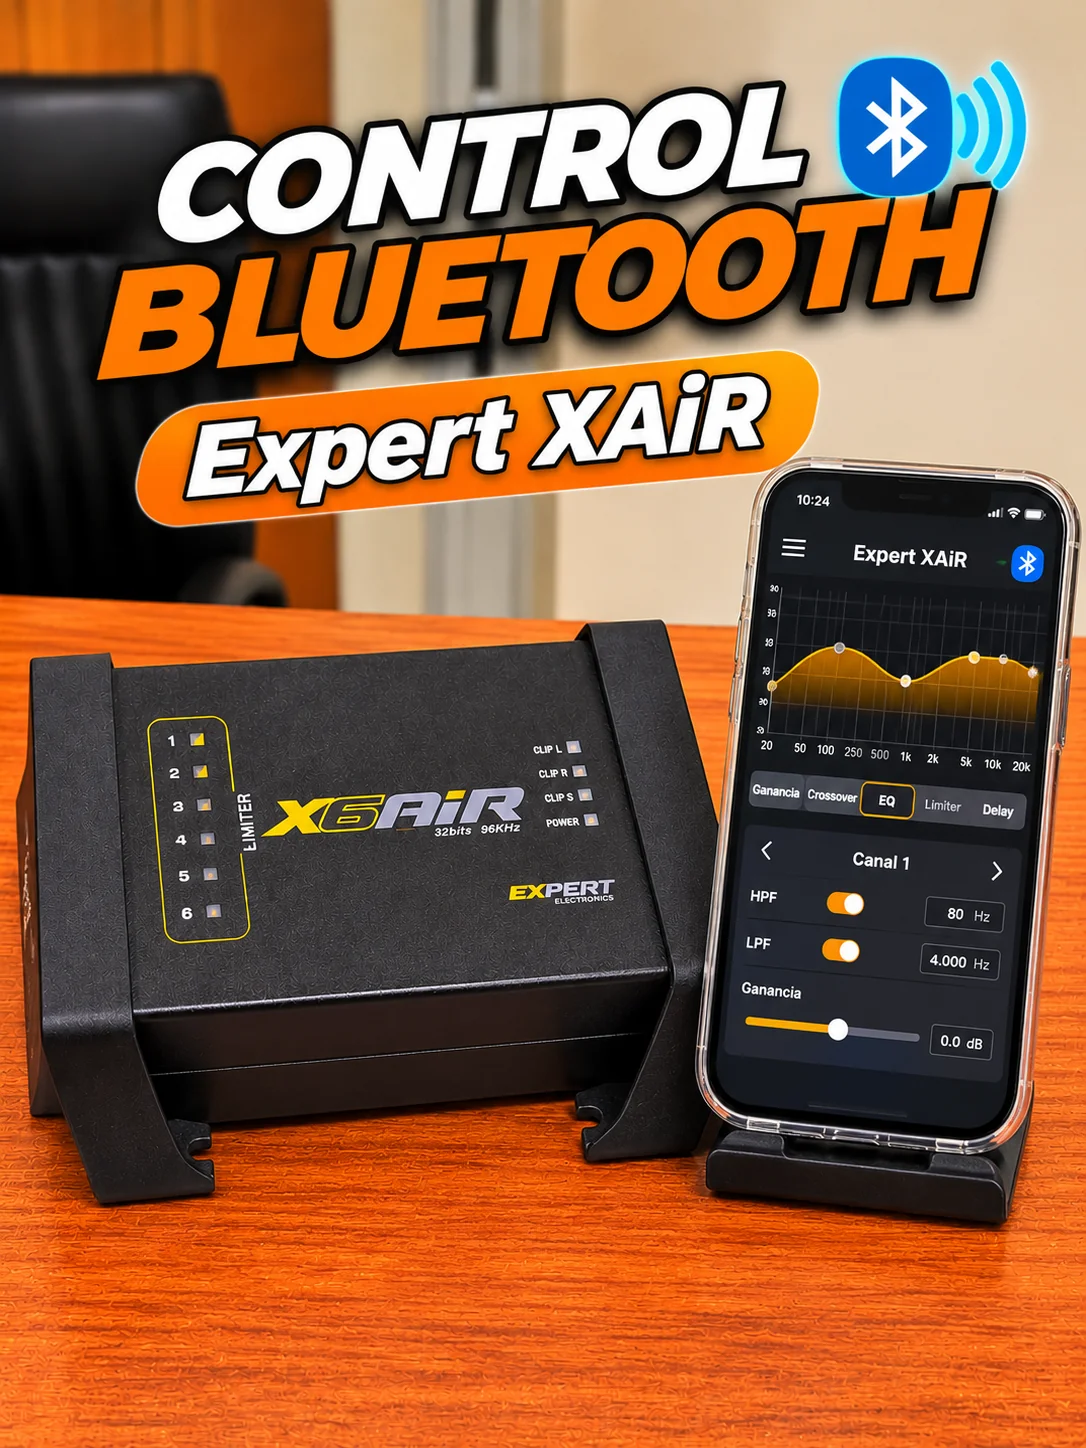 CONTROL
BLUETOOTH
Expert XAiR
10:24
Expert XAiR
20 50 100 250 500 1k 2k 5k 10k 20k
Ganancia Crossover EQ Limiter Delay
Canal 1
HPF 80 Hz
LPF 4.000 Hz
Ganancia
0.0 dB
1
2
3
4
5
6
LIMITER
X6AiR
32bits 96KHz
CLIP L
CLIP R
CLIP S
POWER
EXPERT
ELECTRONICS